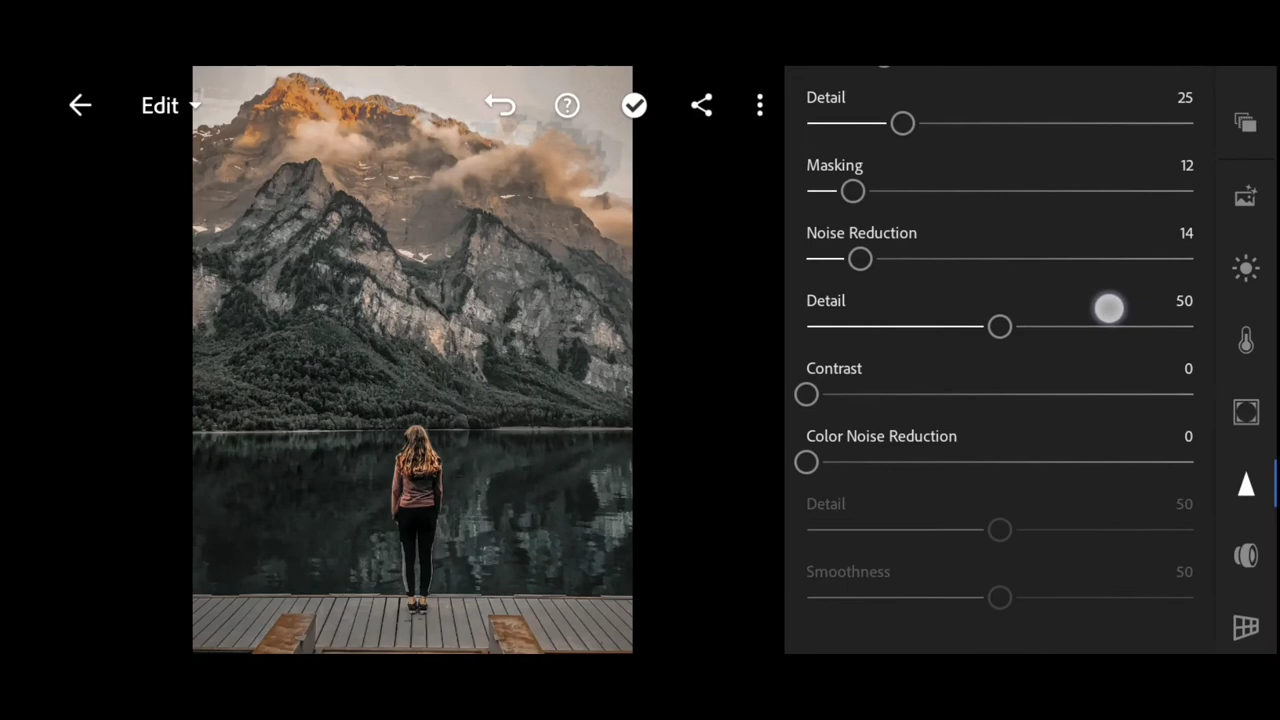 Edit
Detail 25
Masking 12
Noise Reduction 14
Detail 50
Contrast 0
Color Noise Reduction 0
Detail 50
Smoothness 50